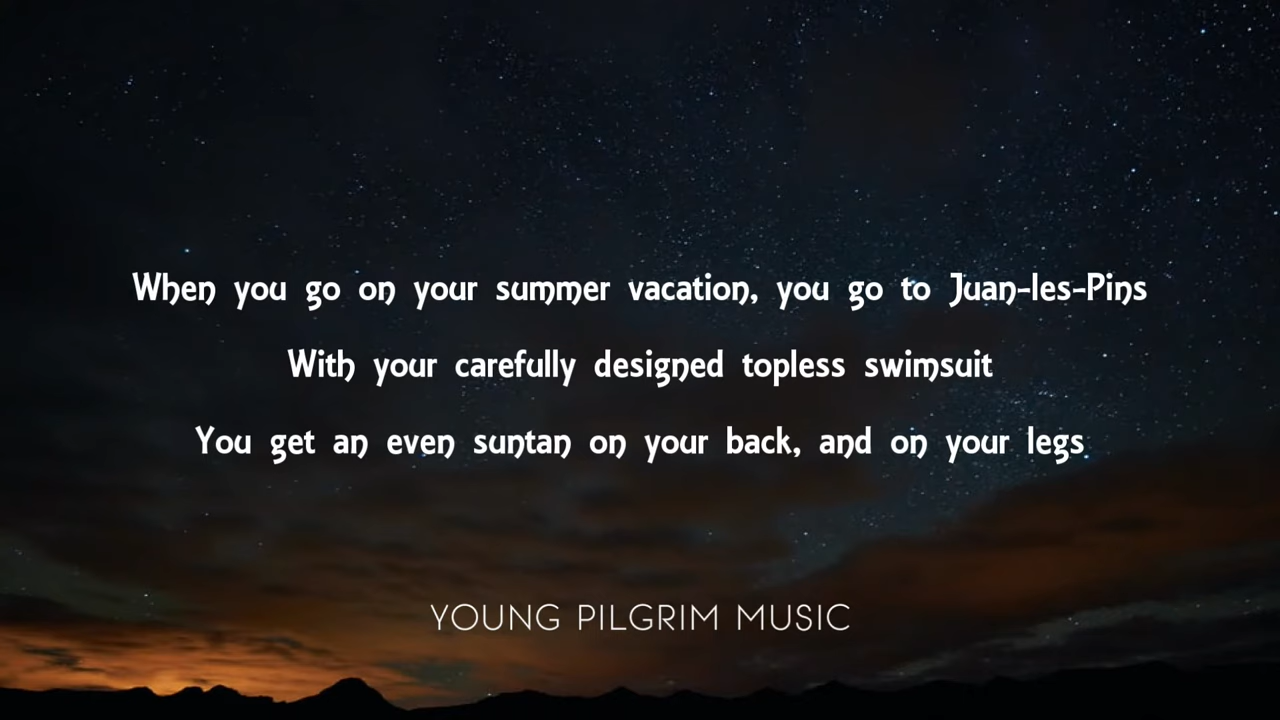 When you go on your summer vacation, you go to Juan-les-Pins
With your carefully designed topless swimsuit
You get an even suntan on your back, and on your legs
YOUNG PILGRIM MUSIC